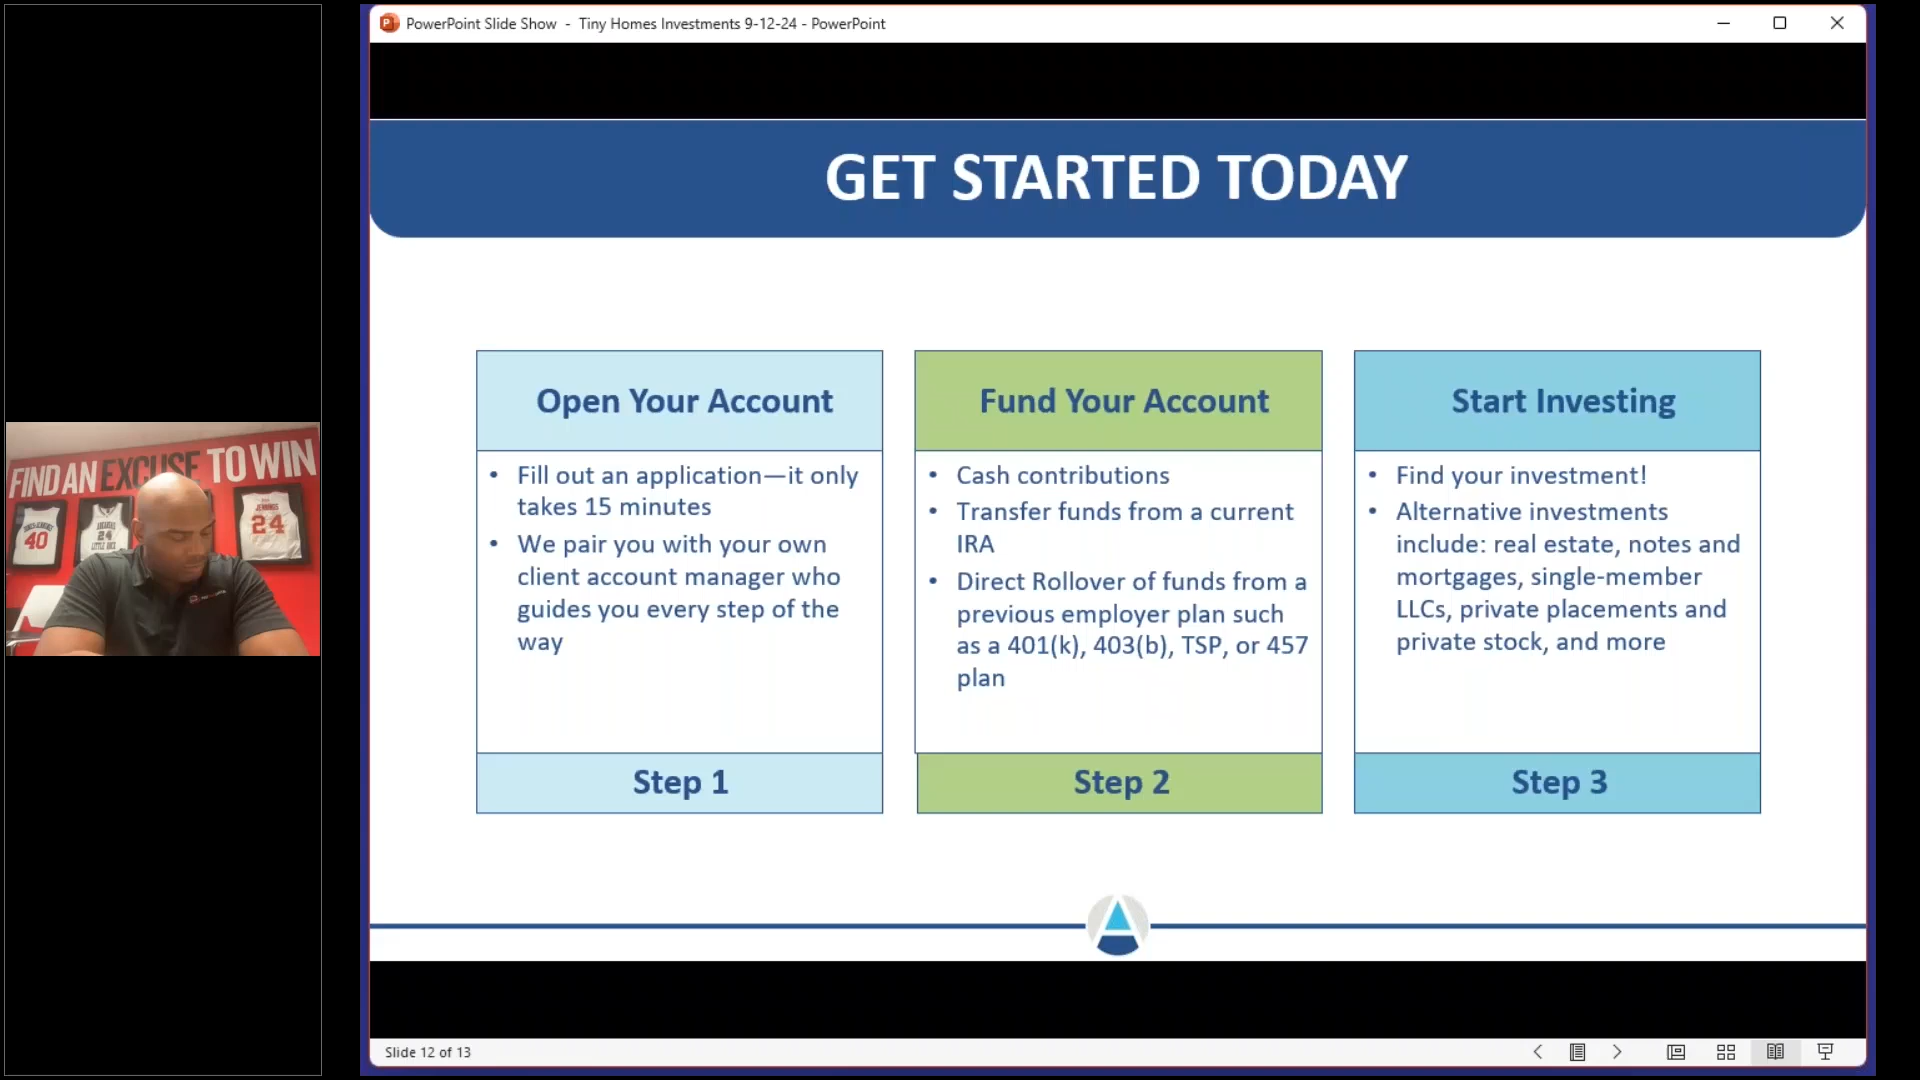 PowerPoint Slide Show - Tiny Homes Investments 9-12-24 - PowerPoint
GET STARTED TODAY
Open Your Account
• Fill out an application—it only
takes 15 minutes
• We pair you with your own
client account manager who
guides you every step of the
way
Step 1
Fund Your Account
• Cash contributions
• Transfer funds from a current
IRA
• Direct Rollover of funds from a
previous employer plan such
as a 401(k), 403(b), TSP, or 457
plan
Step 2
Start Investing
• Find your investment!
• Alternative investments
include: real estate, notes and
mortgages, single-member
LLCs, private placements and
private stock, and more
Step 3
FIND AN EXCUSE TO WIN
40
ARKANSAS
24
LITTLE ROCK
JENNINGS
24
Slide 12 of 13